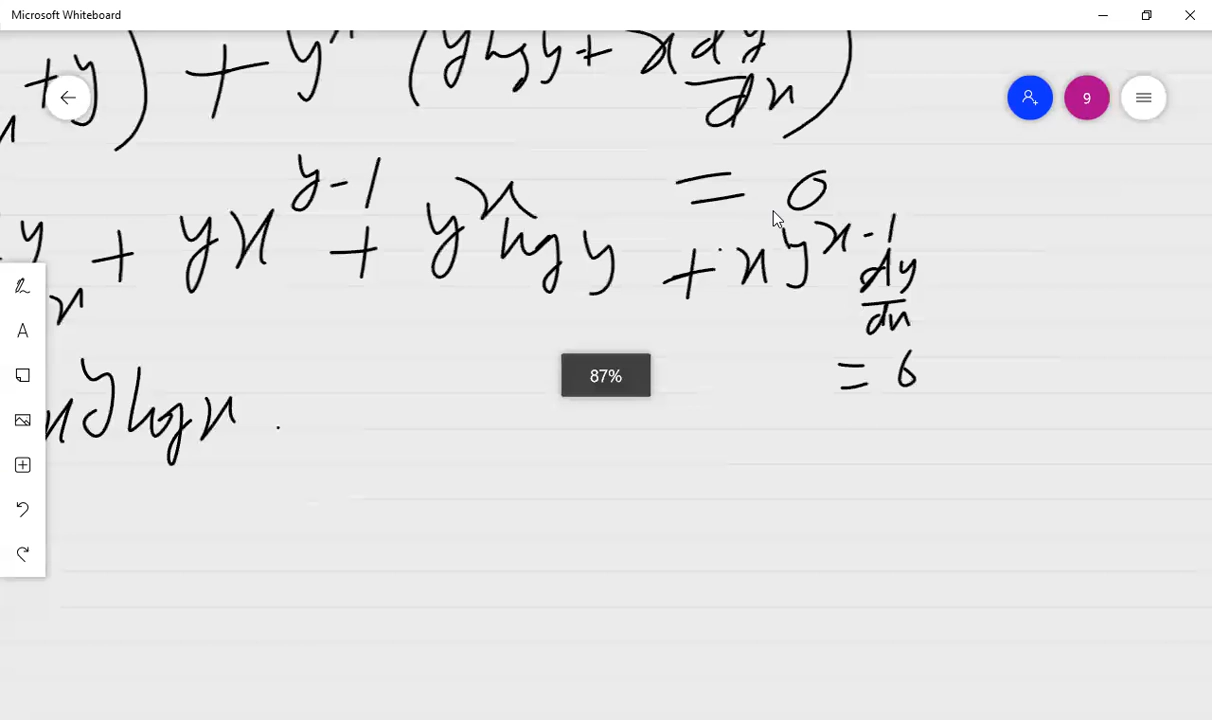 Microsoft Whiteboard
+y) + y^x (y log y + x dy/dx)
9
= 0
y + yx^(y-1) + y^x log y + xy^(x-1) dy/dx
x
= 0
A
87%
x^y log x .